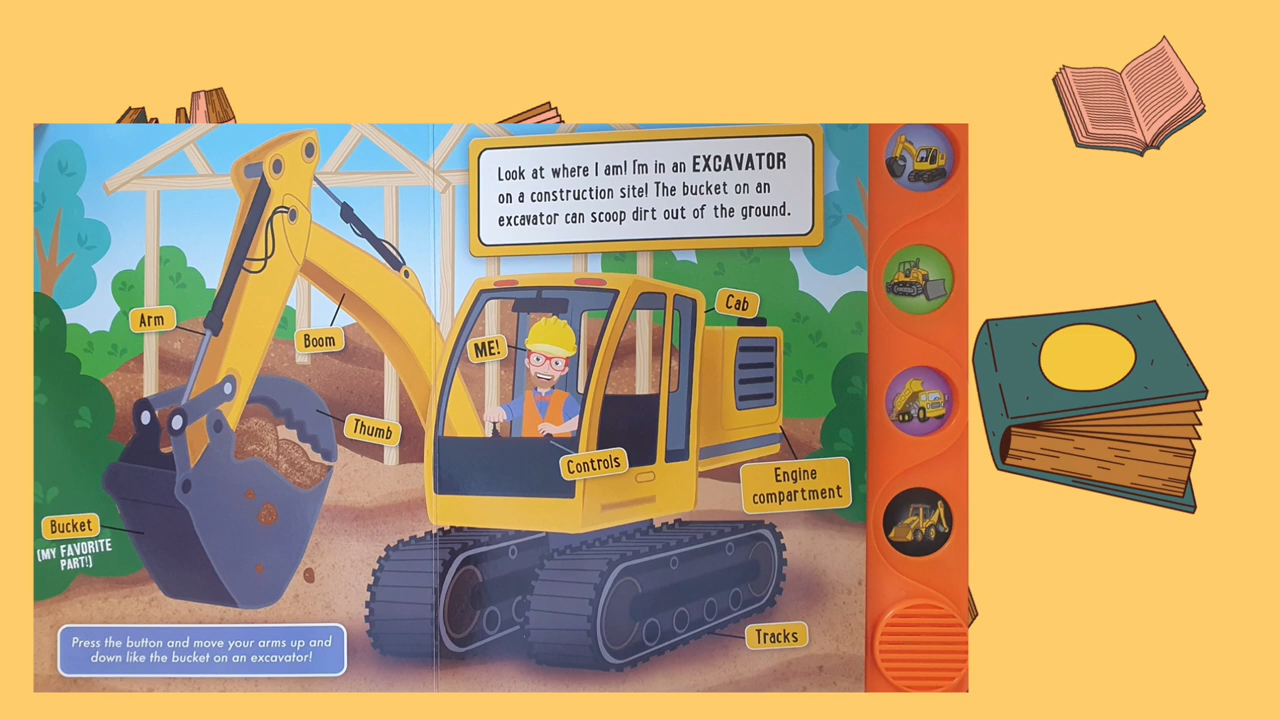 Look at where I am! I'm in an EXCAVATOR
on a construction site! The bucket on an
excavator can scoop dirt out of the ground.
Cab
Arm
Boom
ME!
Thumb
Controls
Engine
compartment
Bucket
(MY FAVORITE
PART!)
Tracks
Press the button and move your arms up and
down like the bucket on an excavator!